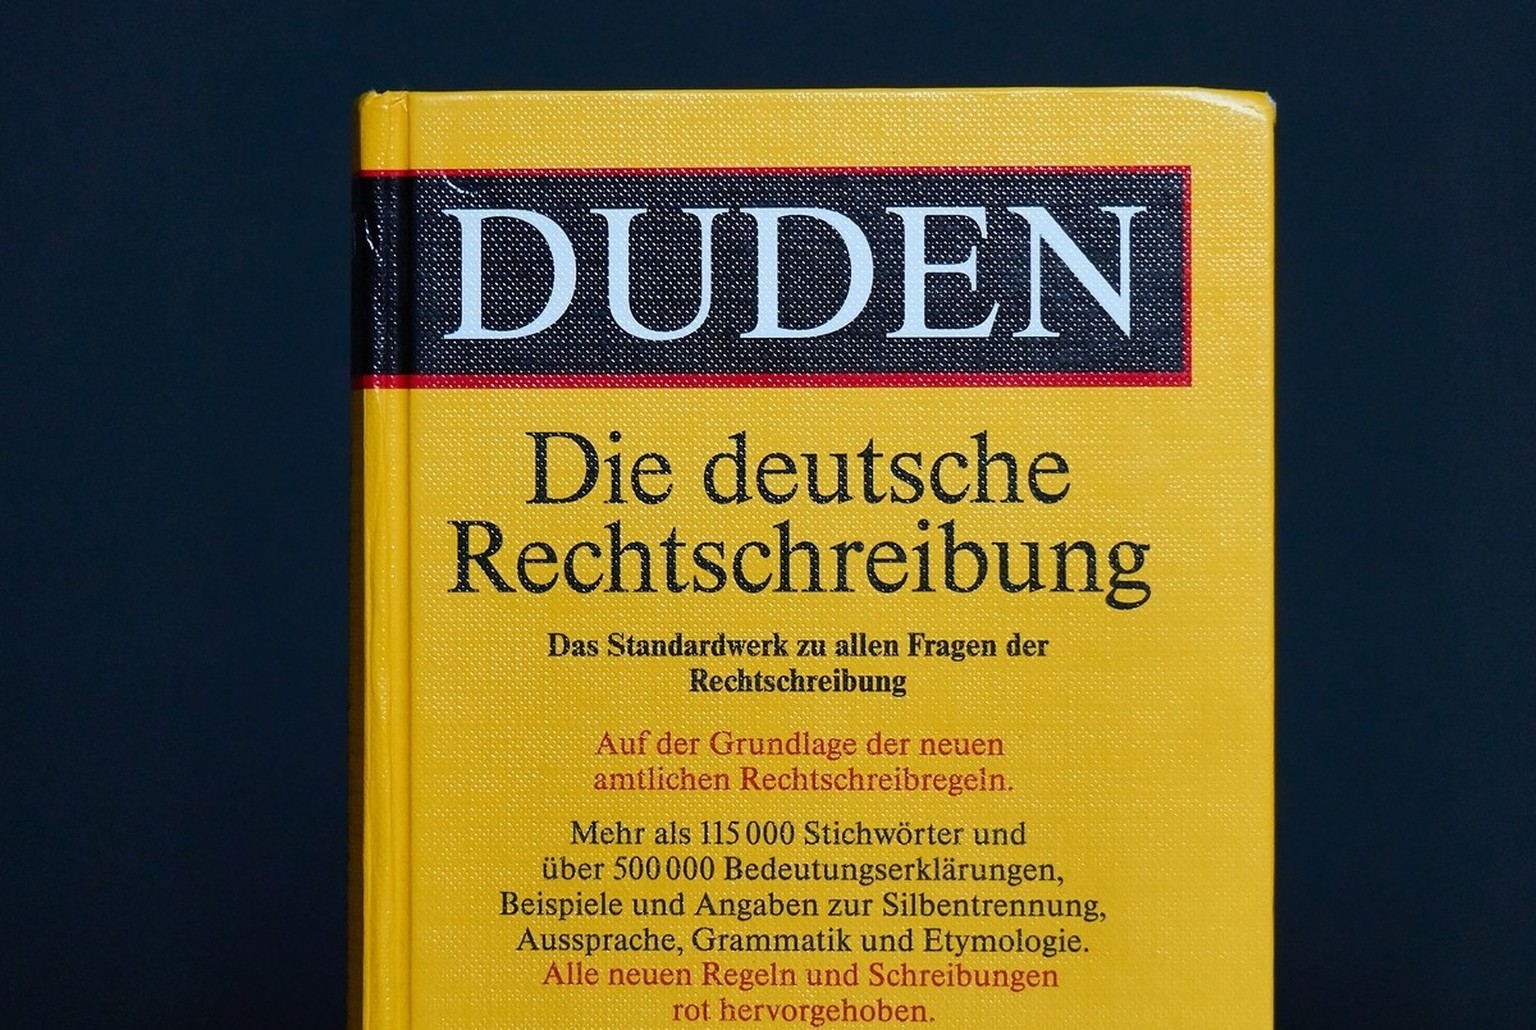 DUDEN
Die deutsche
Rechtschreibung
Das Standardwerk zu allen Fragen der
Rechtschreibung
Auf der Grundlage der neuen
amtlichen Rechtschreibregeln.
Mehr als 115 000 Stichwörter und
über 500 000 Bedeutungserklärungen,
Beispiele und Angaben zur Silbentrennung,
Aussprache, Grammatik und Etymologie.
Alle neuen Regeln und Schreibungen
rot hervorgehoben.